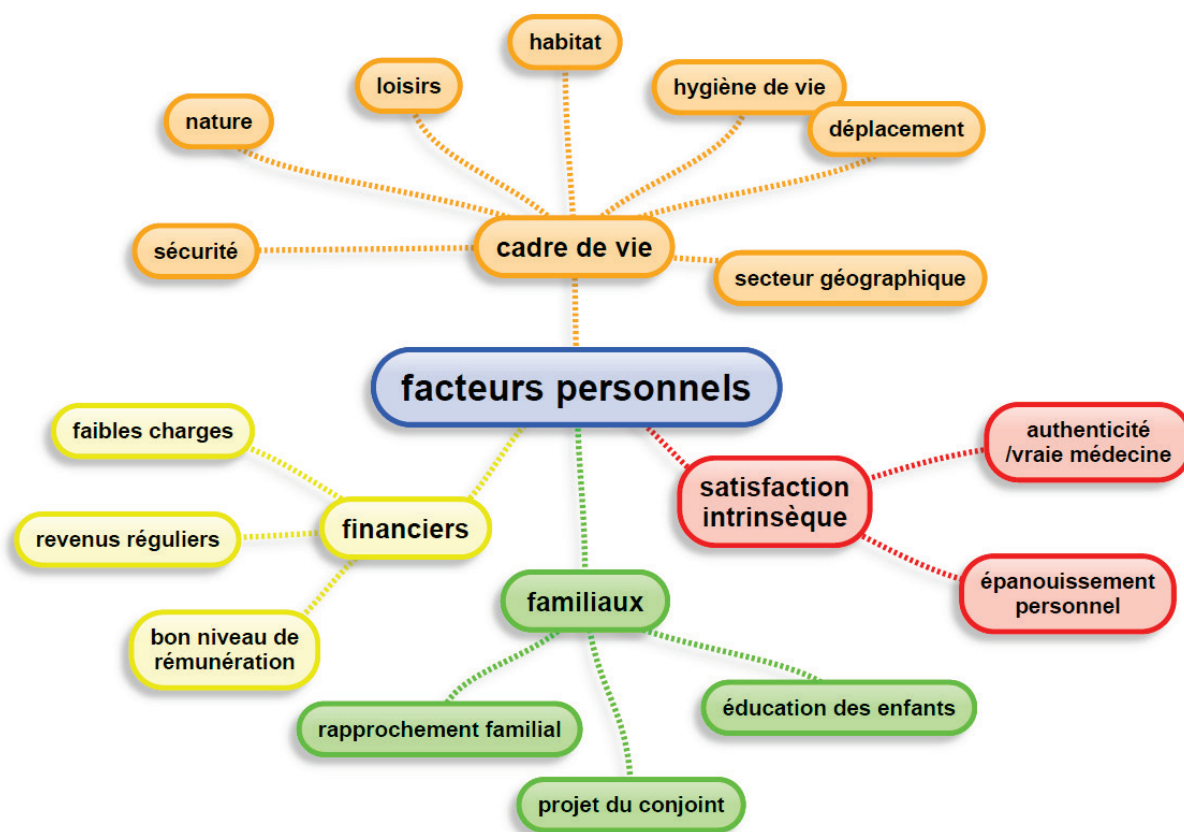 habitat
loisirs
hygiène de vie
nature
déplacement
sécurité
cadre de vie
secteur géographique
facteurs personnels
faibles charges
authenticité
/vraie médecine
satisfaction
intrinsèque
revenus réguliers
financiers
épanouissement
personnel
familiaux
bon niveau de
rémunération
éducation des enfants
rapprochement familial
projet du conjoint